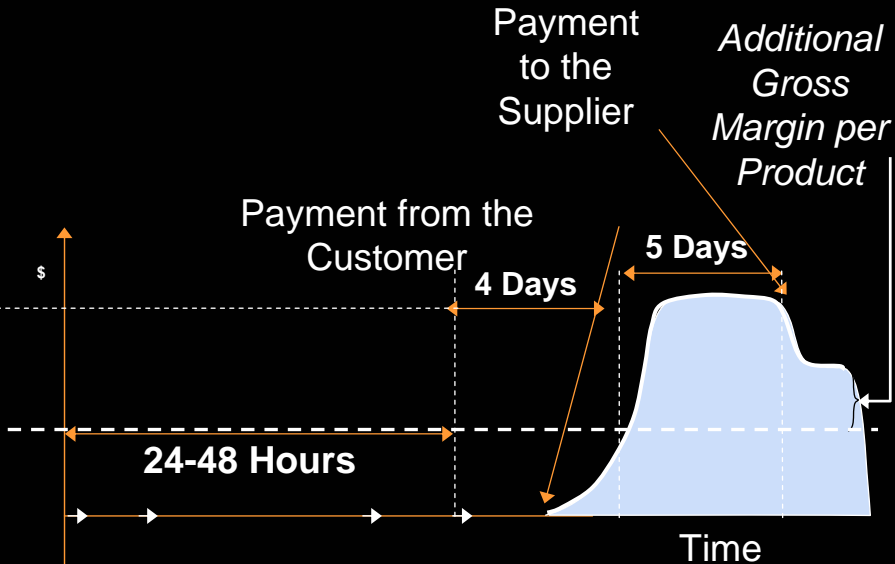 Payment
to the
Supplier
Additional
Gross
Margin per
Product
Payment from the
Customer
$
5 Days
4 Days
24-48 Hours
Time